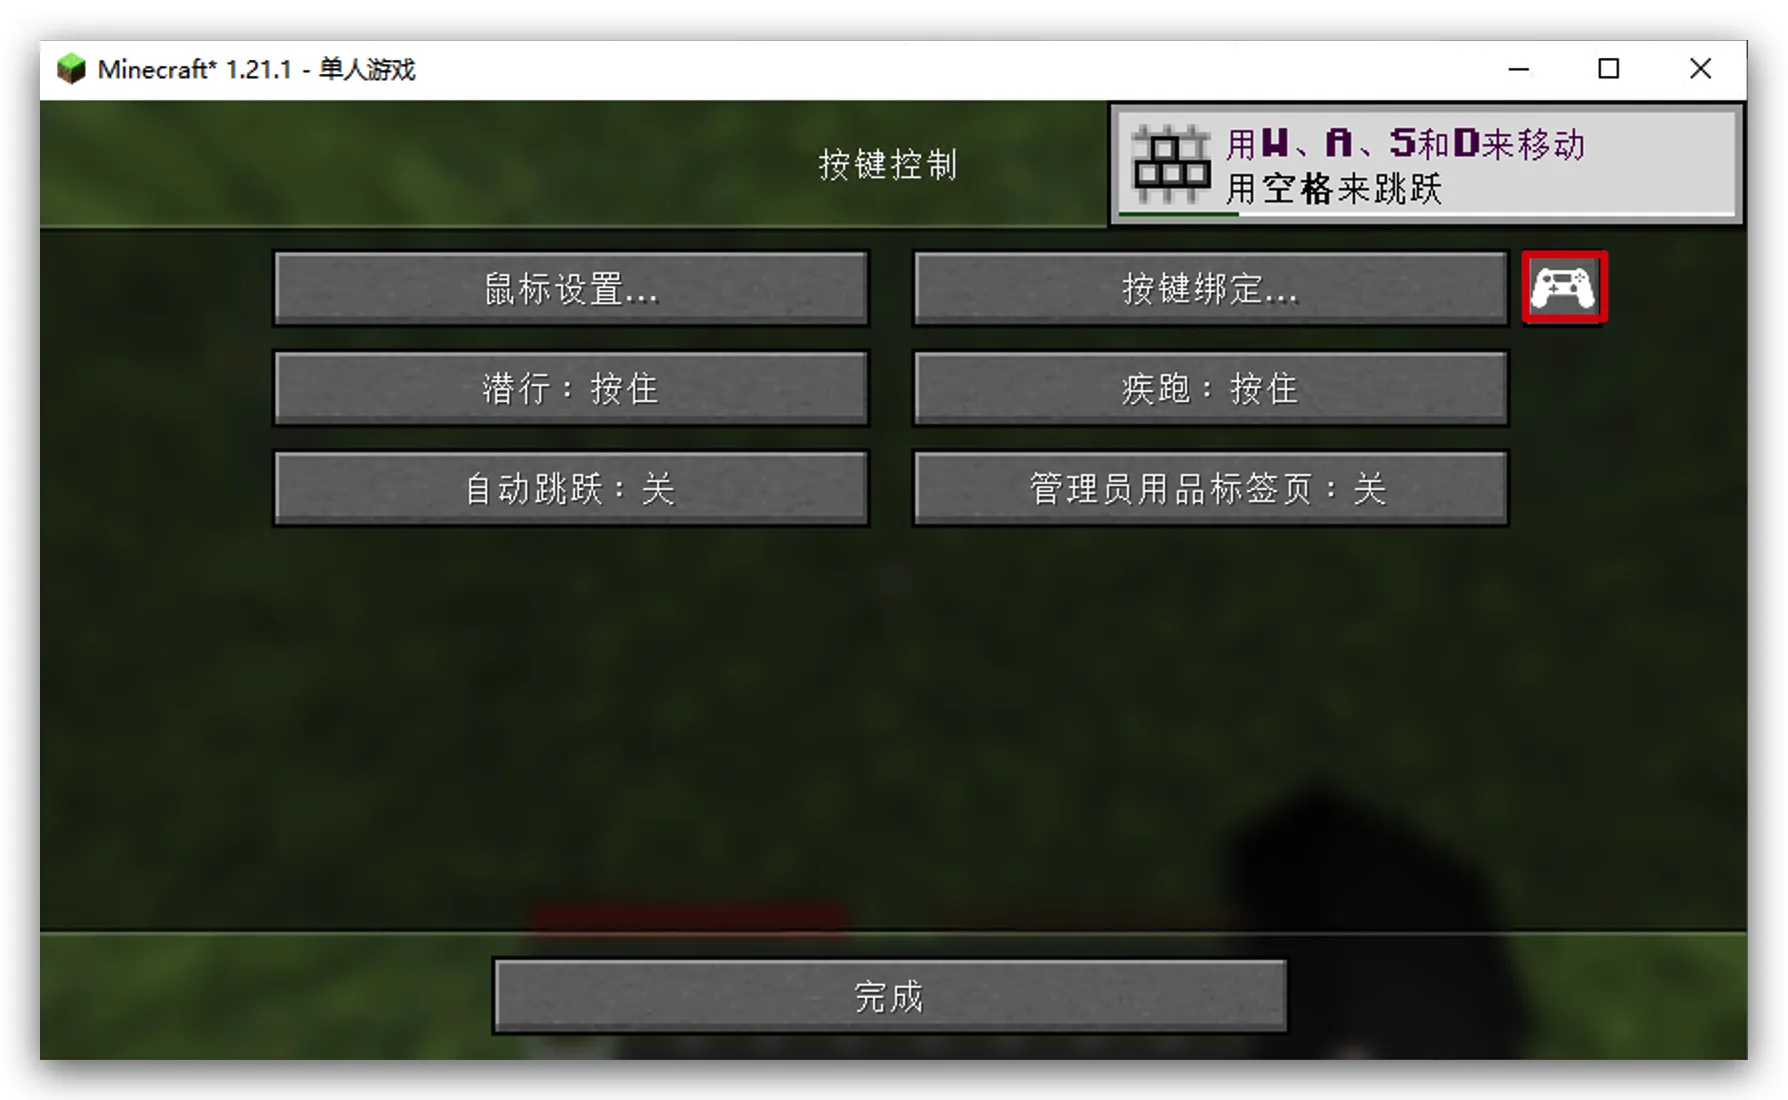 Minecraft* 1.21.1 - 单人游戏
按键控制
用W、A、S和D来移动
用空格来跳跃
鼠标设置...
按键绑定...
潜行：按住
疾跑：按住
自动跳跃：关
管理员用品标签页：关
完成